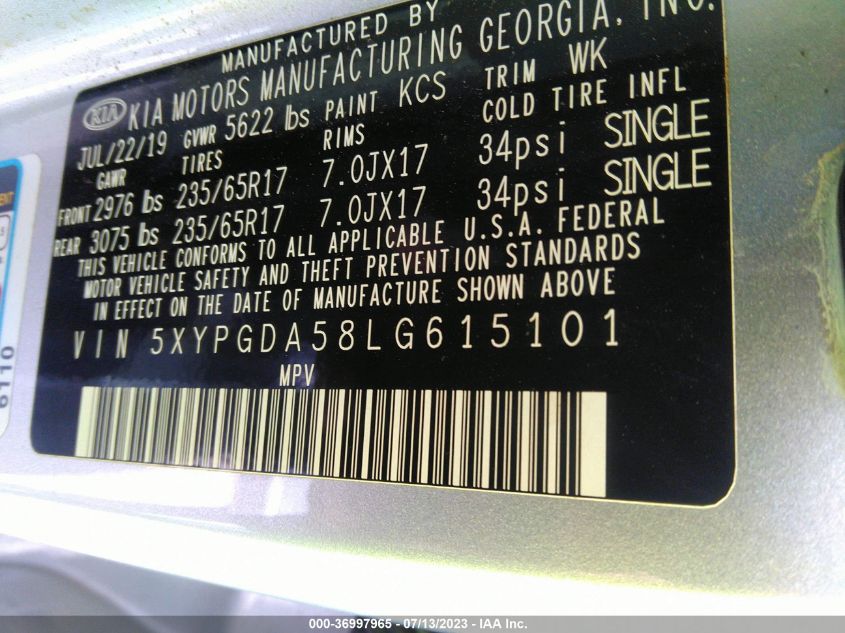 MANUFACTURED BY
KIA KIA MOTORS MANUFACTURING GEORGIA, INC.
JUL/22/19 GVWR 5622 lbs PAINT KCS TRIM WK
GAWR TIRES RIMS COLD TIRE INFL
FRONT 2976 lbs 235/65R17 7.0JX17 34psi SINGLE
REAR 3075 lbs 235/65R17 7.0JX17 34psi SINGLE
THIS VEHICLE CONFORMS TO ALL APPLICABLE U.S.A. FEDERAL
MOTOR VEHICLE SAFETY AND THEFT PREVENTION STANDARDS
IN EFFECT ON THE DATE OF MANUFACTURE SHOWN ABOVE
VIN 5XYPGDA58LG615101
MPV
6110
000-36997965 - 07/13/2023 - IAA Inc.